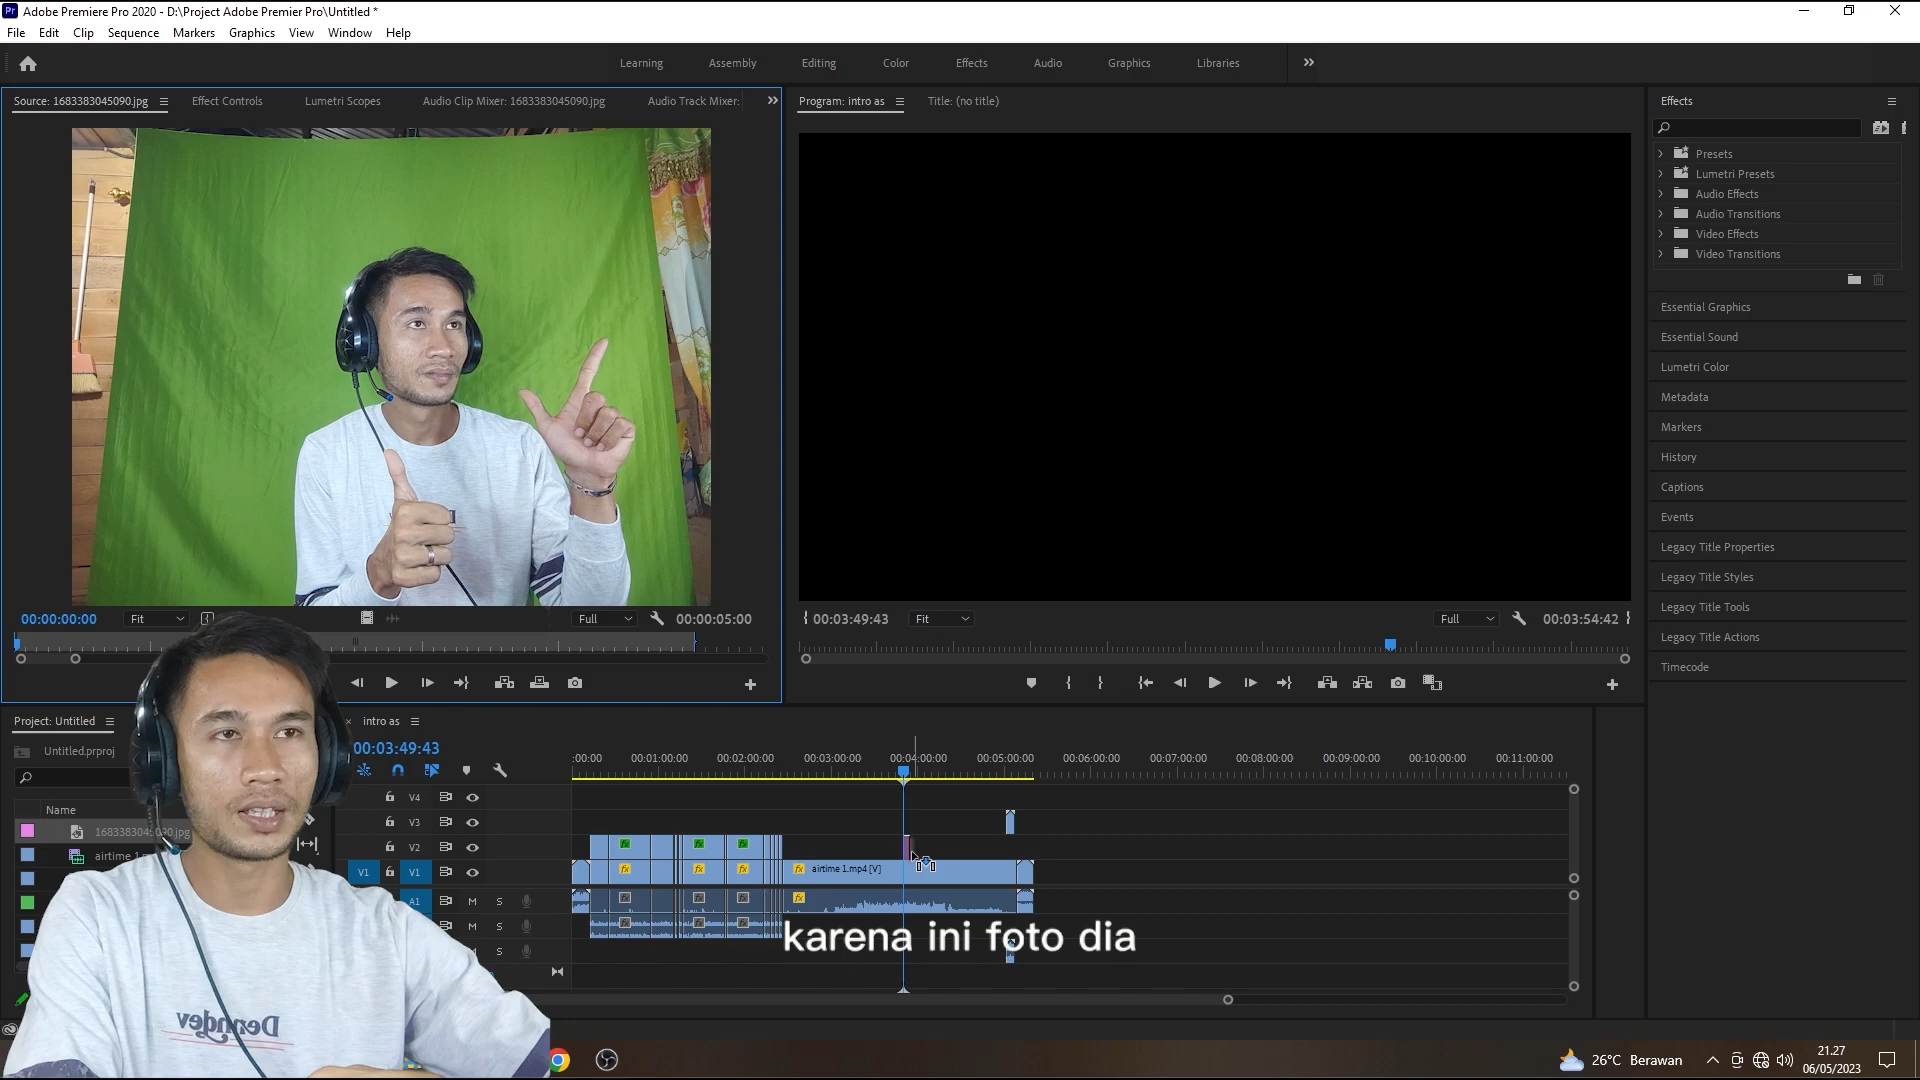 Adobe Premiere Pro 2020 - D:\Project Adobe Premier Pro\Untitled *
File Edit Clip Sequence Markers Graphics View Window Help
Learning Assembly Editing Color Effects Audio Graphics Libraries
Source: 1683383045090.jpg Effect Controls Lumetri Scopes Audio Clip Mixer: 1683383045090.jpg Audio Track Mixer:
Program: intro as Title: (no title)
Effects
Presets
Lumetri Presets
Audio Effects
Audio Transitions
Video Effects
Video Transitions
Essential Graphics
Essential Sound
Lumetri Color
Metadata
Markers
History
Captions
Events
Legacy Title Properties
Legacy Title Styles
Legacy Title Tools
Legacy Title Actions
Timecode
00:00:00:00 Fit Full 00:00:05:00
00:03:49:43 Fit Full 00:03:54:42
Project: Untitled
Untitled.prproj
Name
airtime 1
intro as
00:03:49:43
:00:00 00:01:00:00 00:02:00:00 00:03:00:00 00:04:00:00 00:05:00:00 00:06:00:00 00:07:00:00 00:08:00:00 00:09:00:00 00:10:00:00 00:11:00:00
V4
V3
V2
V1 V1 fx fx fx fx airtime 1.mp4 [V]
A1 M S
M S
S
karena ini foto dia
Demdev
26°C Berawan
21.27
06/05/2023